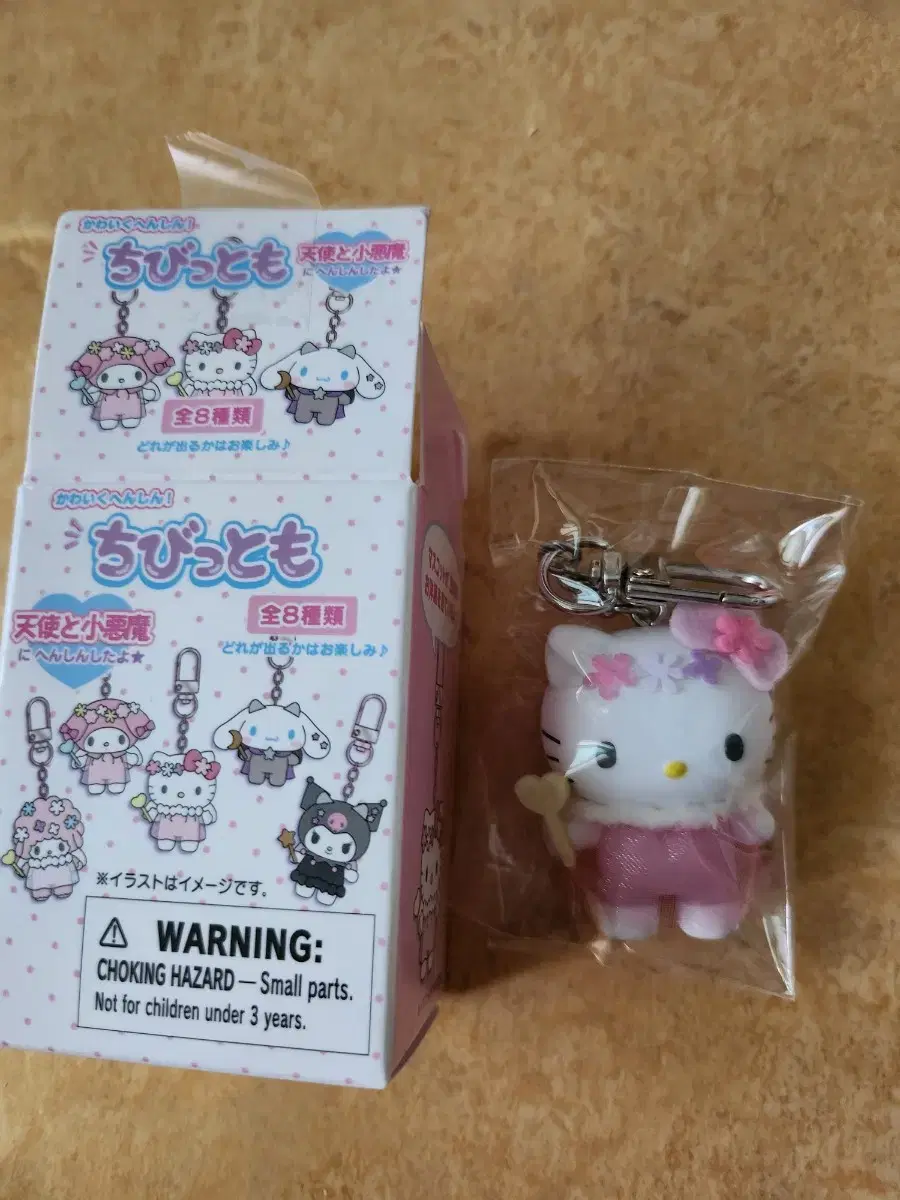 かわいくへんしん！
ちびっとも
天使と小悪魔
にへんしんしたよ★
全8種類
どれが出るかはお楽しみ♪
かわいくへんしん！
ちびっとも
天使と小悪魔
にへんしんしたよ★
全8種類
どれが出るかはお楽しみ♪
※イラストはイメージです。
WARNING:
CHOKING HAZARD — Small parts.
Not for children under 3 years.